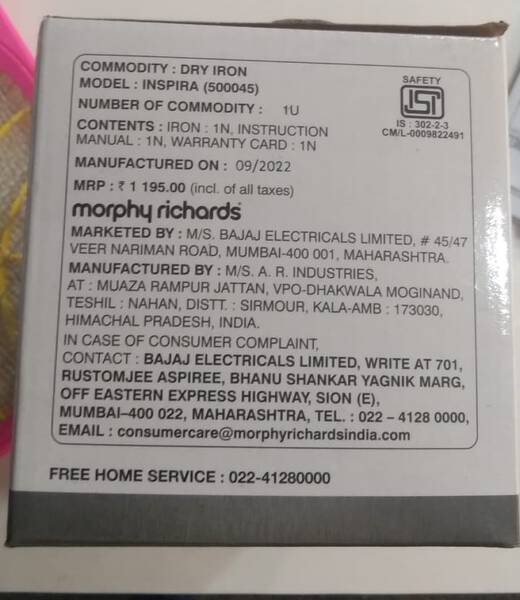 COMMODITY : DRY IRON
MODEL : INSPIRA (500045)
NUMBER OF COMMODITY : 1U
CONTENTS : IRON : 1N, INSTRUCTION
MANUAL : 1N, WARRANTY CARD : 1N
MANUFACTURED ON : 09/2022
MRP : ₹ 1 195.00 (incl. of all taxes)
SAFETY
ISI
IS : 302-2-3
CM/L-0009822491
morphy richards
MARKETED BY : M/S. BAJAJ ELECTRICALS LIMITED, # 45/47
VEER NARIMAN ROAD, MUMBAI-400 001, MAHARASHTRA.
MANUFACTURED BY : M/S. A. R. INDUSTRIES,
AT : MUAZA RAMPUR JATTAN, VPO-DHAKWALA MOGINAND,
TESHIL : NAHAN, DISTT. : SIRMOUR, KALA-AMB : 173030,
HIMACHAL PRADESH, INDIA.
IN CASE OF CONSUMER COMPLAINT,
CONTACT : BAJAJ ELECTRICALS LIMITED, WRITE AT 701,
RUSTOMJEE ASPIREE, BHANU SHANKAR YAGNIK MARG,
OFF EASTERN EXPRESS HIGHWAY, SION (E),
MUMBAI–400 022, MAHARASHTRA, TEL. : 022 – 4128 0000,
EMAIL : consumercare@morphyrichardsindia.com
FREE HOME SERVICE : 022-41280000